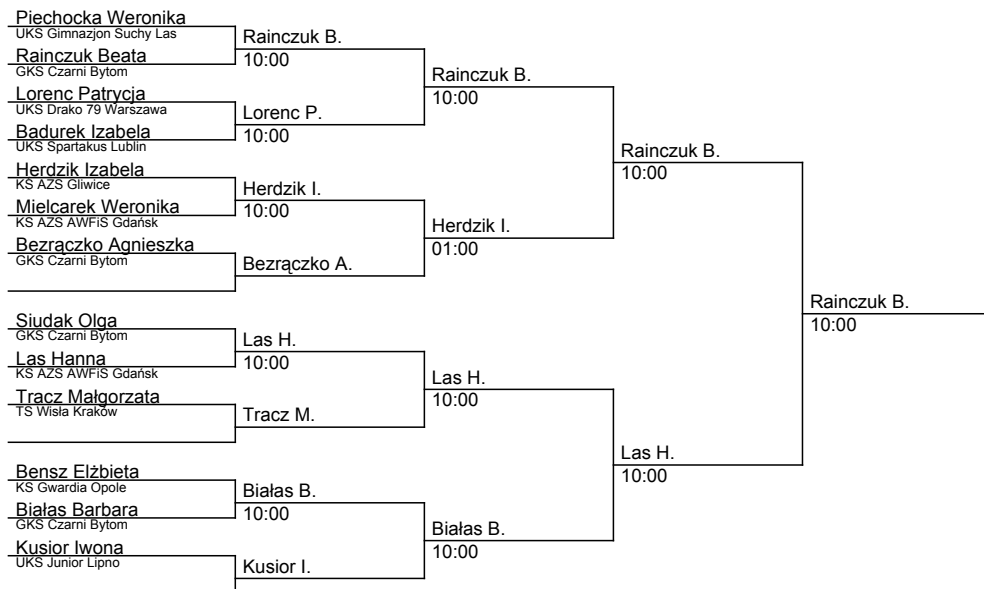 Piechocka Weronika
UKS Gimnazjon Suchy Las
Rainczuk Beata
GKS Czarni Bytom
Lorenc Patrycja
UKS Drako 79 Warszawa
Badurek Izabela
UKS Spartakus Lublin
Herdzik Izabela
KS AZS Gliwice
Mielcarek Weronika
KS AZS AWFiS Gdańsk
Bezrączko Agnieszka
GKS Czarni Bytom
Siudak Olga
GKS Czarni Bytom
Las Hanna
KS AZS AWFiS Gdańsk
Tracz Małgorzata
TS Wisła Kraków
Bensz Elżbieta
KS Gwardia Opole
Białas Barbara
GKS Czarni Bytom
Kusior Iwona
UKS Junior Lipno
Rainczuk B.
10:00
Lorenc P.
10:00
Herdzik I.
10:00
Bezrączko A.
Las H.
10:00
Tracz M.
Białas B.
10:00
Kusior I.
Rainczuk B.
10:00
Herdzik I.
01:00
Las H.
10:00
Białas B.
10:00
Rainczuk B.
10:00
Las H.
10:00
Rainczuk B.
10:00